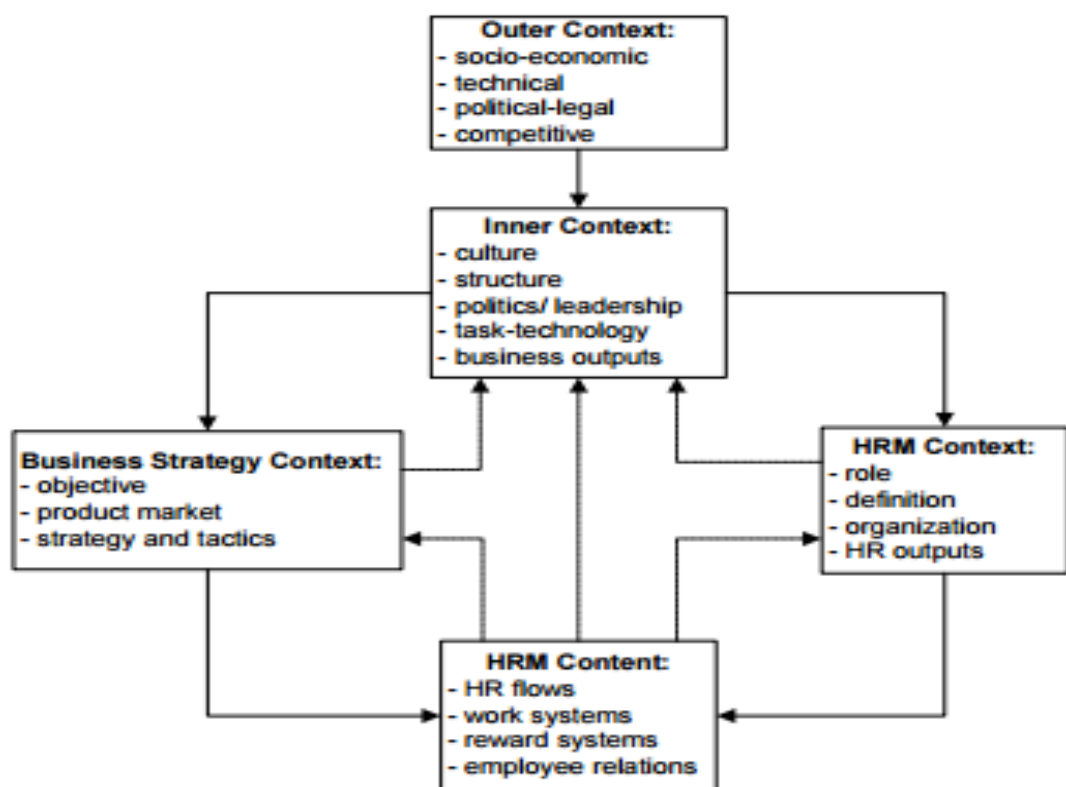 Outer Context:
- socio-economic
- technical
- political-legal
- competitive
Inner Context:
- culture
- structure
- politics/ leadership
- task-technology
- business outputs
Business Strategy Context:
- objective
- product market
- strategy and tactics
HRM Context:
- role
- definition
- organization
- HR outputs
HRM Content:
- HR flows
- work systems
- reward systems
- employee relations